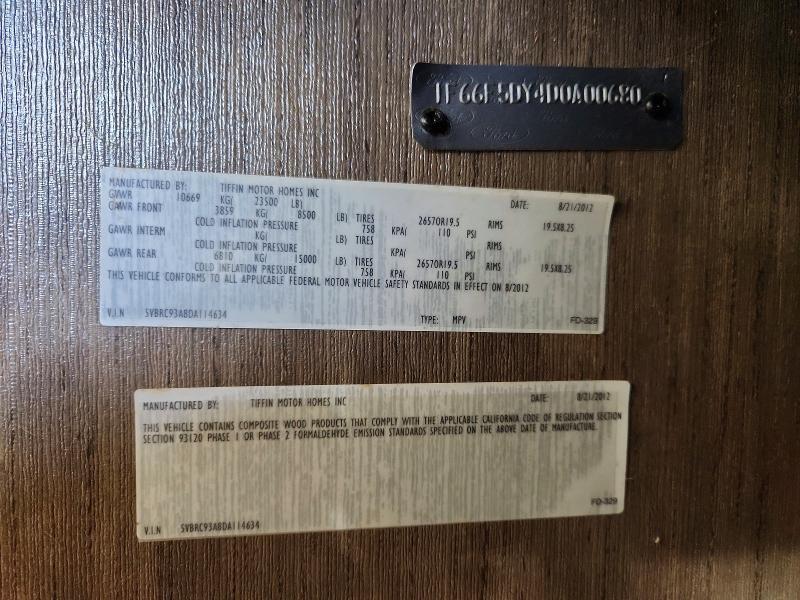 1F66F5DY4D0A00680
MANUFACTURED BY: TIFFIN MOTOR HOMES INC DATE: 8/21/2012
GVWR 10669 KG/ 23500 LB)
GAWR FRONT 3859 KG/ 8500 LB) TIRES 26570R19.5 RIMS 19.5X8.25
COLD INFLATION PRESSURE 758 KPA/ 110 PSI
GAWR INTERM KG/ LB) TIRES RIMS
COLD INFLATION PRESSURE KPA/ PSI
GAWR REAR 6810 KG/ 15000 LB) TIRES 26570R19.5 RIMS 19.5X8.25
COLD INFLATION PRESSURE 758 KPA/ 110 PSI
THIS VEHICLE CONFORMS TO ALL APPLICABLE FEDERAL MOTOR VEHICLE SAFETY STANDARDS IN EFFECT ON 8/2012
V.I.N 5VBRC93A8DA114634 TYPE: MPV FD-329
MANUFACTURED BY: TIFFIN MOTOR HOMES INC DATE: 8/21/2012
THIS VEHICLE CONTAINS COMPOSITE WOOD PRODUCTS THAT COMPLY WITH THE APPLICABLE CALIFORNIA CODE OF REGULATION SECTION
SECTION 93120 PHASE 1 OR PHASE 2 FORMALDEHYDE EMISSION STANDARDS SPECIFIED ON THE ABOVE DATE OF MANUFACTURE.
FD-329
V.I.N 5VBRC93A8DA114634